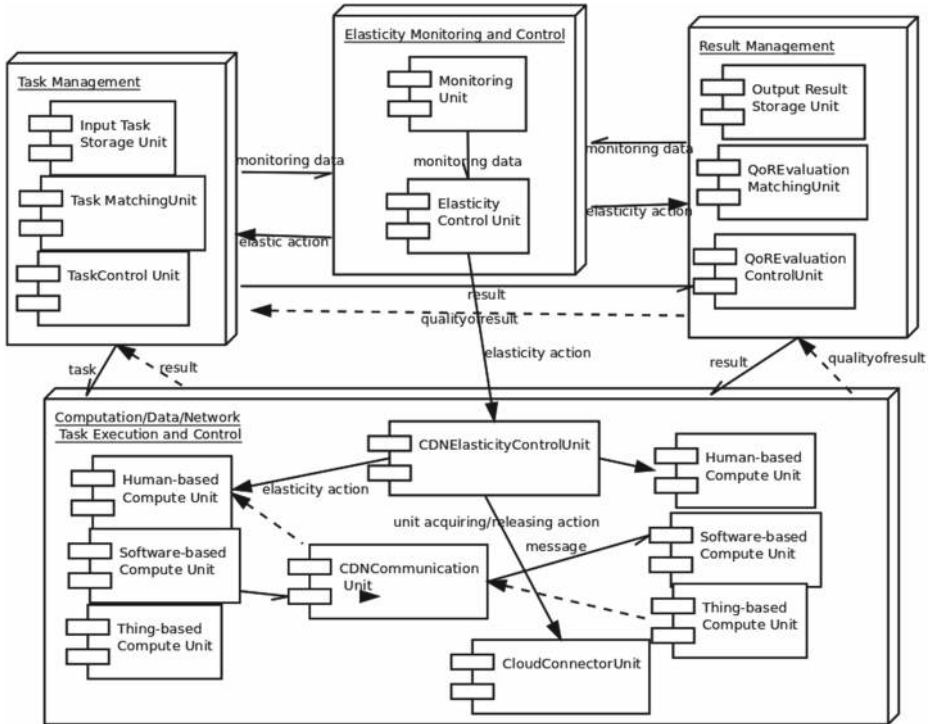 Elasticity Monitoring and Control
Monitoring
Unit
monitoring data
Elasticity
Control Unit
Task Management
Input Task
Storage Unit
Task MatchingUnit
TaskControl Unit
Result Management
Output Result
Storage Unit
QoREvaluation
MatchingUnit
QoREvaluation
ControlUnit
monitoring data
elastic action
monitoring data
elasticity action
result
qualityofresult
elasticity action
task
result
result
qualityofresult
Computation/Data/Network
Task Execution and Control
CDNElasticityControlUnit
Human-based
Compute Unit
elasticity action
Software-based
Compute Unit
Thing-based
Compute Unit
unit acquiring/releasing action
message
CDNCommunication
Unit
CloudConnectorUnit
Human-based
Compute Unit
Software-based
Compute Unit
Thing-based
Compute Unit